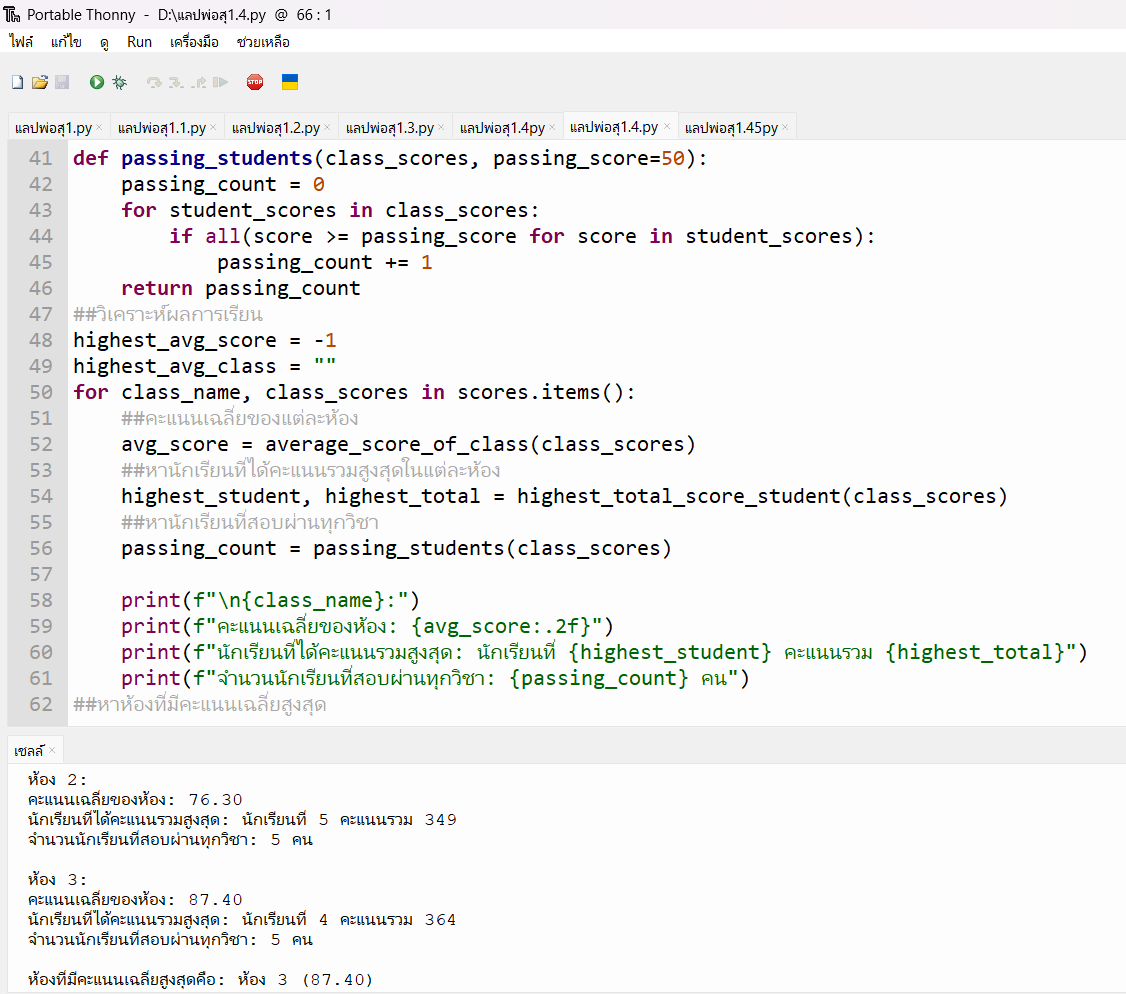 Portable Thonny - D:\แลปพ่อสุ1.4.py @ 66 : 1
ไฟล์ แก้ไข ดู Run เครื่องมือ ช่วยเหลือ
STOP
แลปพ่อสุ1.py × แลปพ่อสุ1.1.py × แลปพ่อสุ1.2.py × แลปพ่อสุ1.3.py × แลปพ่อสุ1.4py × แลปพ่อสุ1.4.py × แลปพ่อสุ1.45py ×
41 def passing_students(class_scores, passing_score=50):
42     passing_count = 0
43     for student_scores in class_scores:
44         if all(score >= passing_score for score in student_scores):
45             passing_count += 1
46     return passing_count
47 ##วิเคราะห์ผลการเรียน
48 highest_avg_score = -1
49 highest_avg_class = ""
50 for class_name, class_scores in scores.items():
51     ##คะแนนเฉลี่ยของแต่ละห้อง
52     avg_score = average_score_of_class(class_scores)
53     ##หานักเรียนที่ได้คะแนนรวมสูงสุดในแต่ละห้อง
54     highest_student, highest_total = highest_total_score_student(class_scores)
55     ##หานักเรียนที่สอบผ่านทุกวิชา
56     passing_count = passing_students(class_scores)
57
58     print(f"\n{class_name}:")
59     print(f"คะแนนเฉลี่ยของห้อง: {avg_score:.2f}")
60     print(f"นักเรียนที่ได้คะแนนรวมสูงสุด: นักเรียนที่ {highest_student} คะแนนรวม {highest_total}")
61     print(f"จำนวนนักเรียนที่สอบผ่านทุกวิชา: {passing_count} คน")
62 ##หาห้องที่มีคะแนนเฉลี่ยสูงสุด
เชลล์ ×
ห้อง 2:
คะแนนเฉลี่ยของห้อง: 76.30
นักเรียนที่ได้คะแนนรวมสูงสุด: นักเรียนที่ 5 คะแนนรวม 349
จำนวนนักเรียนที่สอบผ่านทุกวิชา: 5 คน
ห้อง 3:
คะแนนเฉลี่ยของห้อง: 87.40
นักเรียนที่ได้คะแนนรวมสูงสุด: นักเรียนที่ 4 คะแนนรวม 364
จำนวนนักเรียนที่สอบผ่านทุกวิชา: 5 คน
ห้องที่มีคะแนนเฉลี่ยสูงสุดคือ: ห้อง 3 (87.40)